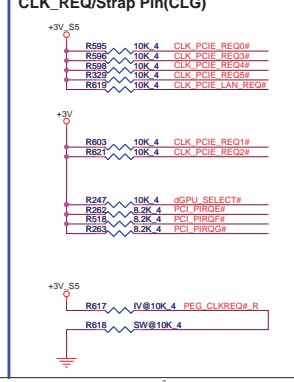 CLK_REQ/Strap Pin(CLG)
+3V_S5
R595 10K_4 CLK_PCIE_REQ0#
R596 10K_4 CLK_PCIE_REQ3#
R598 10K_4 CLK_PCIE_REQ4#
R329 10K_4 CLK_PCIE_REQ5#
R619 10K_4 CLK_PCIE_LAN_REQ#
+3V
R603 10K_4 CLK_PCIE_REQ1#
R621 10K_4 CLK_PCIE_REQ2#
R247 10K_4 dGPU_SELECT#
R262 8.2K_4 PCI_PIRQE#
R518 8.2K_4 PCI_PIRQF#
R263 8.2K_4 PCI_PIRQG#
+3V_S5
R617 IV@10K_4 PEG_CLKREQ#_R
R618 SW@10K_4